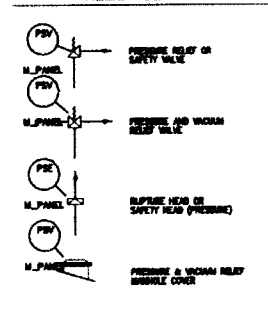 PSV
PRESSURE RELIEF OR
SAFETY VALVE
M_PANEL
PSV
M_PANEL
PRESSURE AND VACUUM
RELIEF VALVE
PSE
M_PANEL
RUPTURE HEAD OR
SAFETY HEAD (PRESSURE)
PSV
M_PANEL
PRESSURE & VACUUM RELIEF
MANHOLE COVER